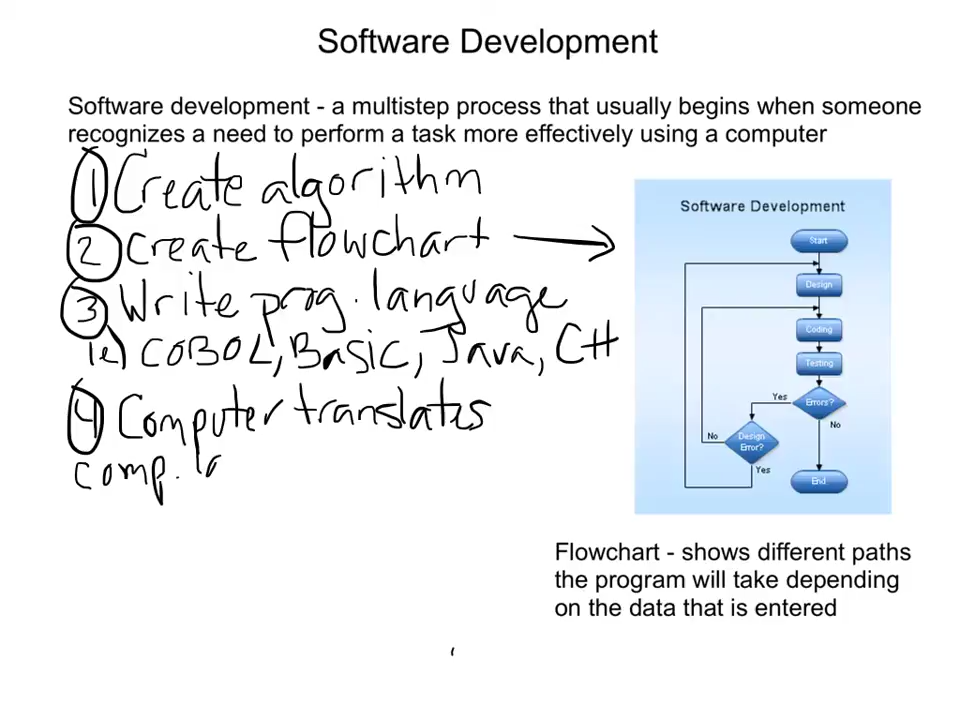 Software Development
Software development - a multistep process that usually begins when someone
recognizes a need to perform a task more effectively using a computer
1 Create algorithm
2 Create flowchart
3 Write prog. language
ie) COBOL, Basic, Java, C++
4 Computer translates
comp. la
Software Development
Start
Design
Coding
Testing
Yes
Errors?
No
No
Design
Error?
Yes
End
Flowchart - shows different paths
the program will take depending
on the data that is entered